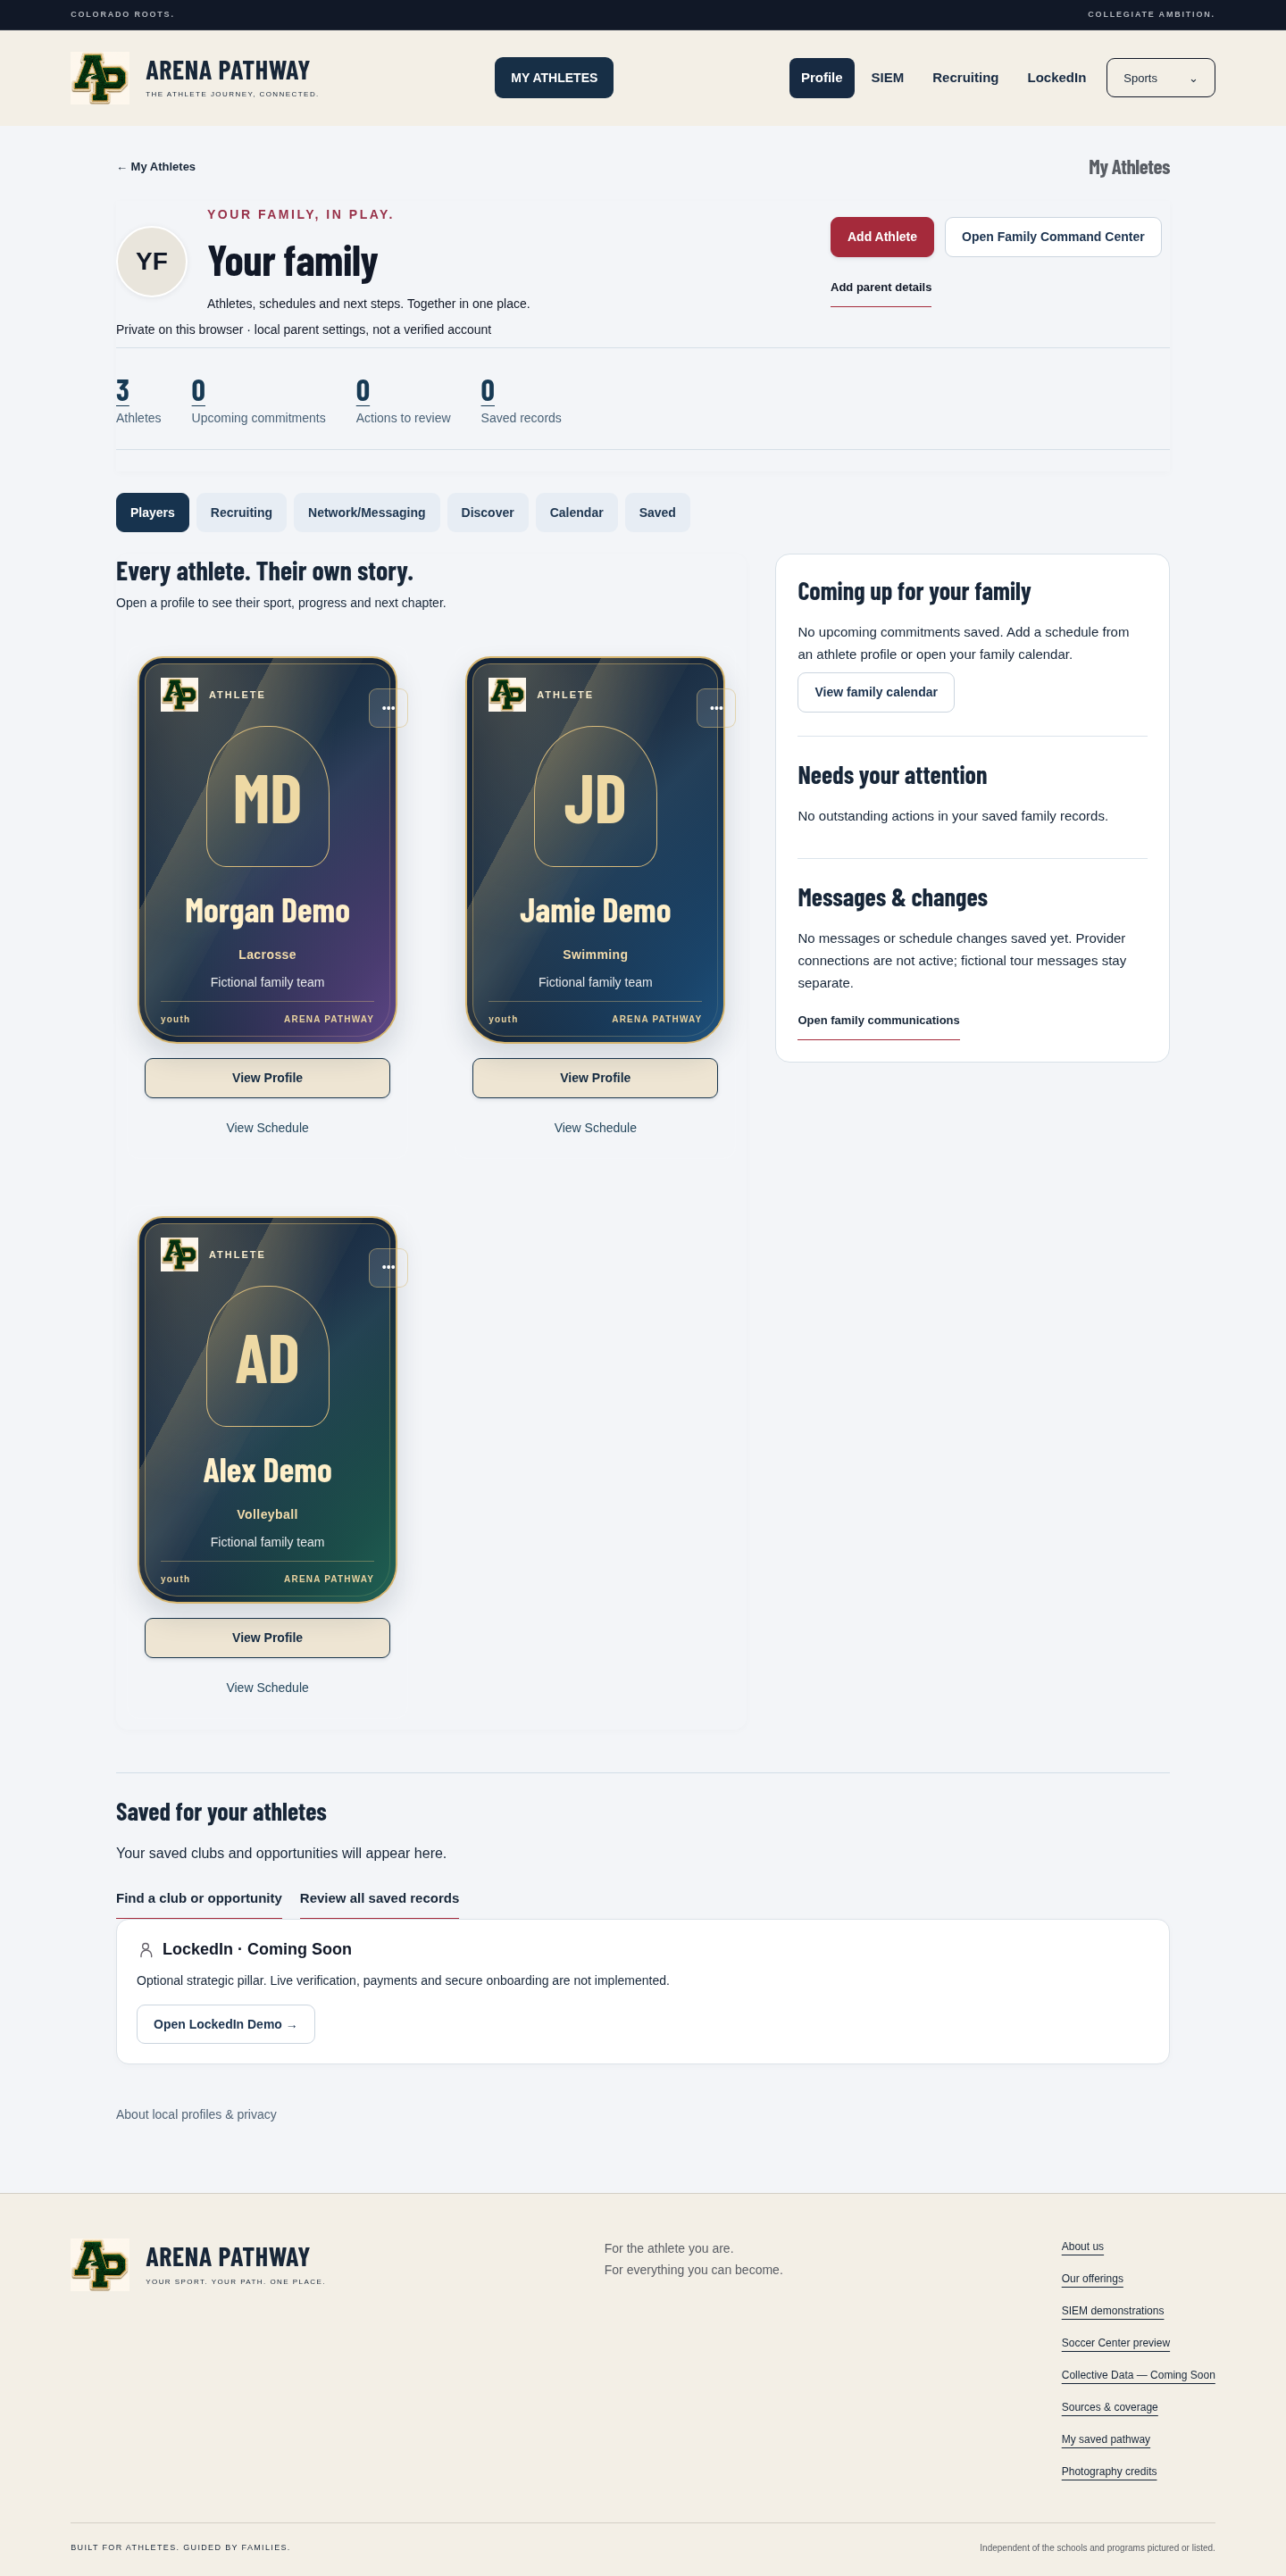 COLORADO ROOTS.
COLLEGIATE AMBITION.
AP
ARENA PATHWAY
THE ATHLETE JOURNEY, CONNECTED.
MY ATHLETES
Profile
SIEM
Recruiting
LockedIn
Sports
← My Athletes
My Athletes
YOUR FAMILY, IN PLAY.
YF
Your family
Athletes, schedules and next steps. Together in one place.
Private on this browser · local parent settings, not a verified account
Add Athlete
Open Family Command Center
Add parent details
3
Athletes
0
Upcoming commitments
0
Actions to review
0
Saved records
Players
Recruiting
Network/Messaging
Discover
Calendar
Saved
Every athlete. Their own story.
Open a profile to see their sport, progress and next chapter.
AP
ATHLETE
•••
MD
Morgan Demo
Lacrosse
Fictional family team
youth
ARENA PATHWAY
View Profile
View Schedule
AP
ATHLETE
•••
JD
Jamie Demo
Swimming
Fictional family team
youth
ARENA PATHWAY
View Profile
View Schedule
AP
ATHLETE
•••
AD
Alex Demo
Volleyball
Fictional family team
youth
ARENA PATHWAY
View Profile
View Schedule
Coming up for your family
No upcoming commitments saved. Add a schedule from
an athlete profile or open your family calendar.
View family calendar
Needs your attention
No outstanding actions in your saved family records.
Messages & changes
No messages or schedule changes saved yet. Provider
connections are not active; fictional tour messages stay
separate.
Open family communications
Saved for your athletes
Your saved clubs and opportunities will appear here.
Find a club or opportunity
Review all saved records
LockedIn · Coming Soon
Optional strategic pillar. Live verification, payments and secure onboarding are not implemented.
Open LockedIn Demo →
About local profiles & privacy
AP
ARENA PATHWAY
YOUR SPORT. YOUR PATH. ONE PLACE.
For the athlete you are.
For everything you can become.
About us
Our offerings
SIEM demonstrations
Soccer Center preview
Collective Data — Coming Soon
Sources & coverage
My saved pathway
Photography credits
BUILT FOR ATHLETES. GUIDED BY FAMILIES.
Independent of the schools and programs pictured or listed.